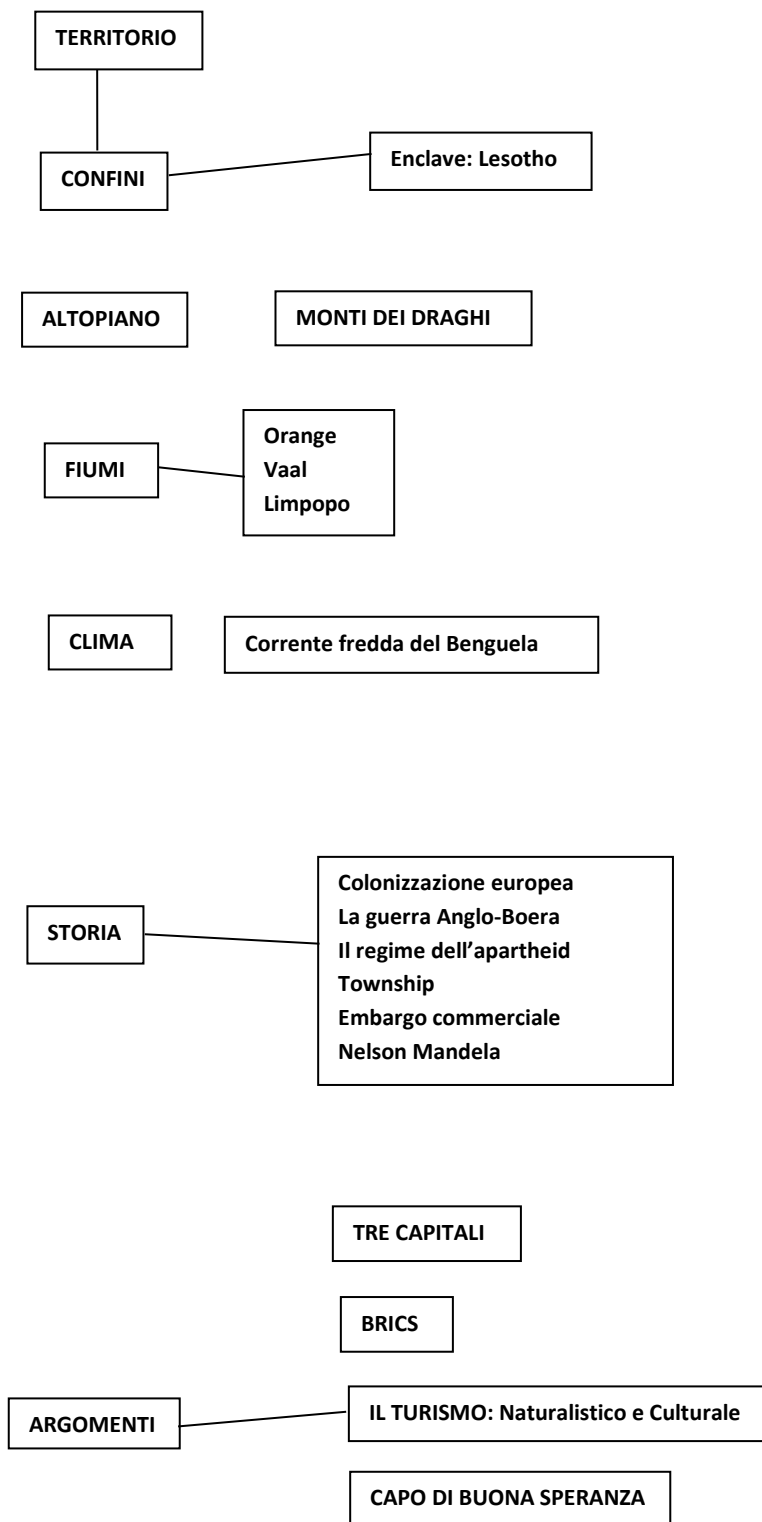 TERRITORIO
CONFINI
Enclave: Lesotho
ALTOPIANO
MONTI DEI DRAGHI
FIUMI
Orange
Vaal
Limpopo
CLIMA
Corrente fredda del Benguela
STORIA
Colonizzazione europea
La guerra Anglo-Boera
Il regime dell’apartheid
Township
Embargo commerciale
Nelson Mandela
TRE CAPITALI
BRICS
ARGOMENTI
IL TURISMO: Naturalistico e Culturale
CAPO DI BUONA SPERANZA